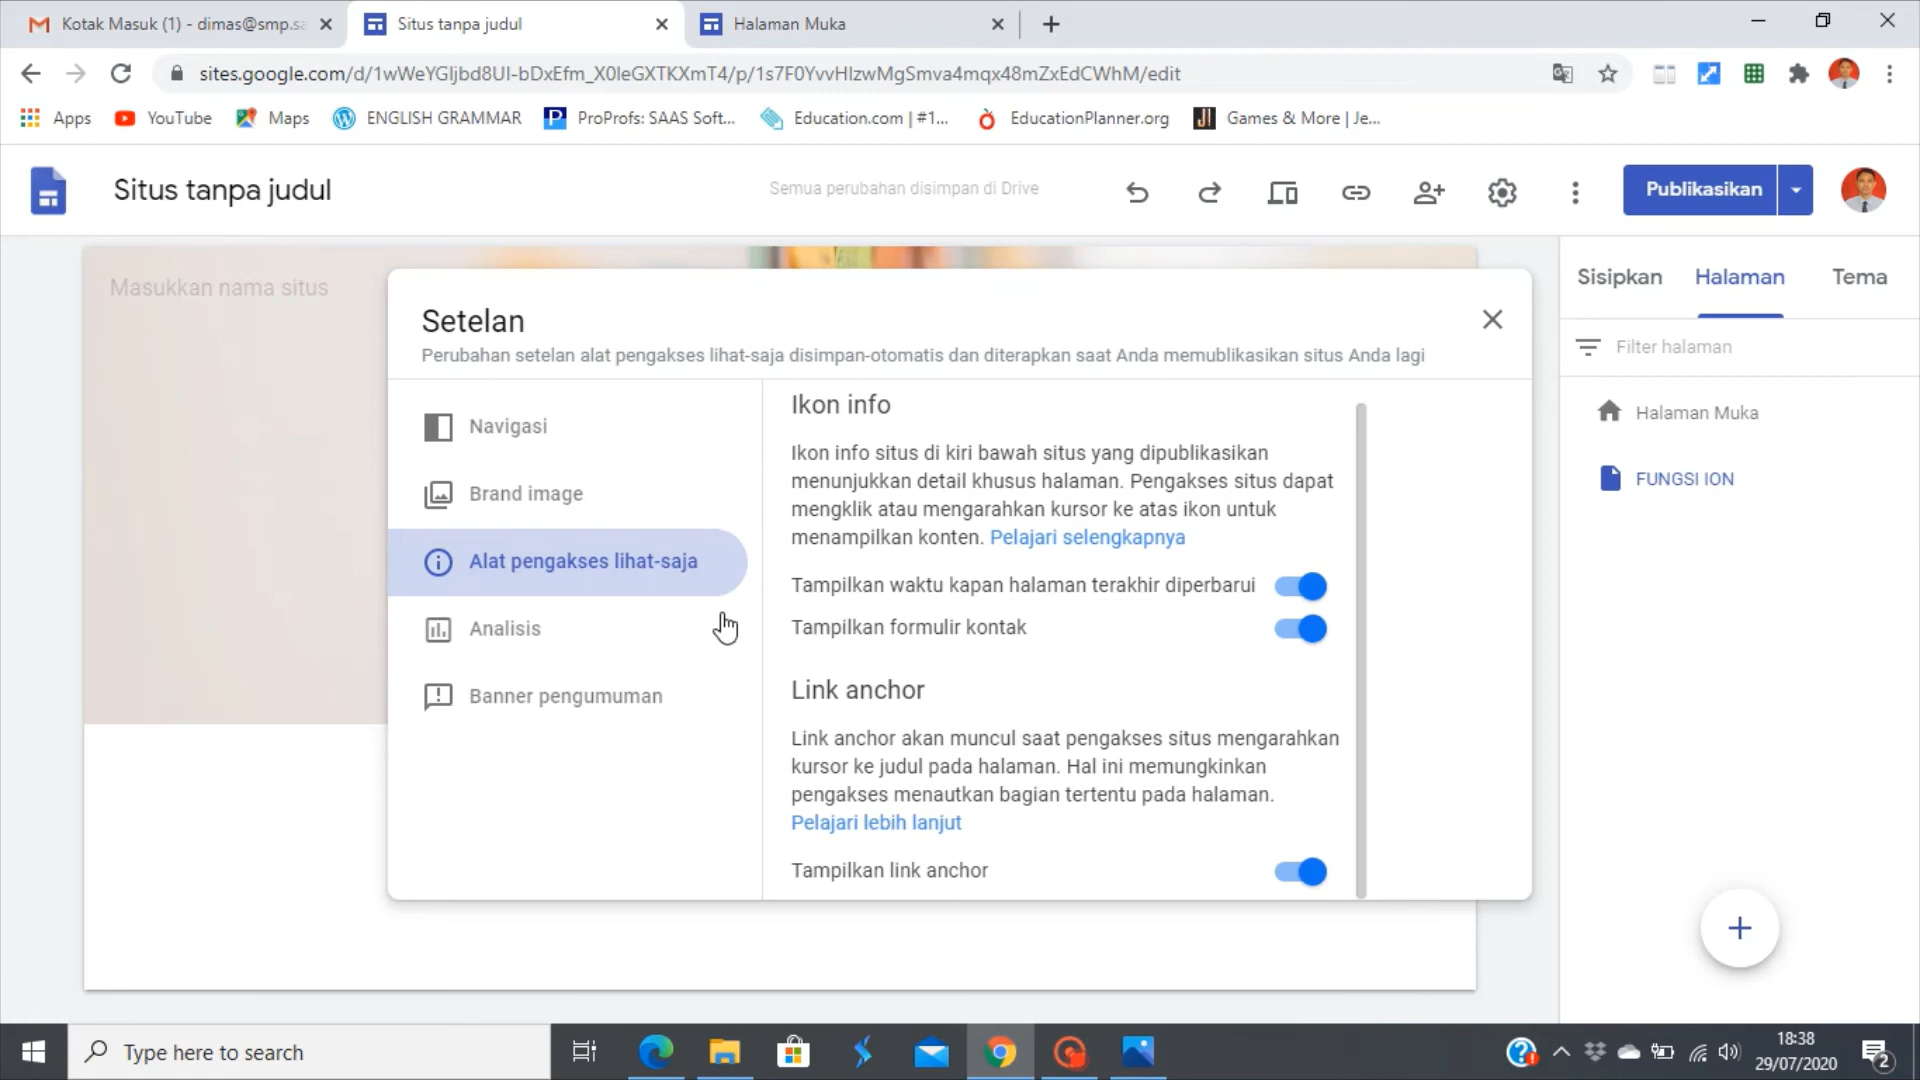 Kotak Masuk (1) - dimas@smp.sa
Situs tanpa judul
Halaman Muka
sites.google.com/d/1wWeYGIjbd8UI-bDxEfm_X0IeGXTKXmT4/p/1s7F0YvvHlzwMgSmva4mqx48mZxEdCWhM/edit
Apps
YouTube
Maps
ENGLISH GRAMMAR
ProProfs: SAAS Soft...
Education.com | #1...
EducationPlanner.org
Games & More | Je...
Situs tanpa judul
Semua perubahan disimpan di Drive
Publikasikan
Masukkan nama situs
Sisipkan
Halaman
Tema
Filter halaman
Halaman Muka
FUNGSI ION
Setelan
Perubahan setelan alat pengakses lihat-saja disimpan-otomatis dan diterapkan saat Anda memublikasikan situs Anda lagi
Navigasi
Brand image
Alat pengakses lihat-saja
Analisis
Banner pengumuman
Ikon info
Ikon info situs di kiri bawah situs yang dipublikasikan
menunjukkan detail khusus halaman. Pengakses situs dapat
mengklik atau mengarahkan kursor ke atas ikon untuk
menampilkan konten. Pelajari selengkapnya
Tampilkan waktu kapan halaman terakhir diperbarui
Tampilkan formulir kontak
Link anchor
Link anchor akan muncul saat pengakses situs mengarahkan
kursor ke judul pada halaman. Hal ini memungkinkan
pengakses menautkan bagian tertentu pada halaman.
Pelajari lebih lanjut
Tampilkan link anchor
Type here to search
18:38
29/07/2020
2